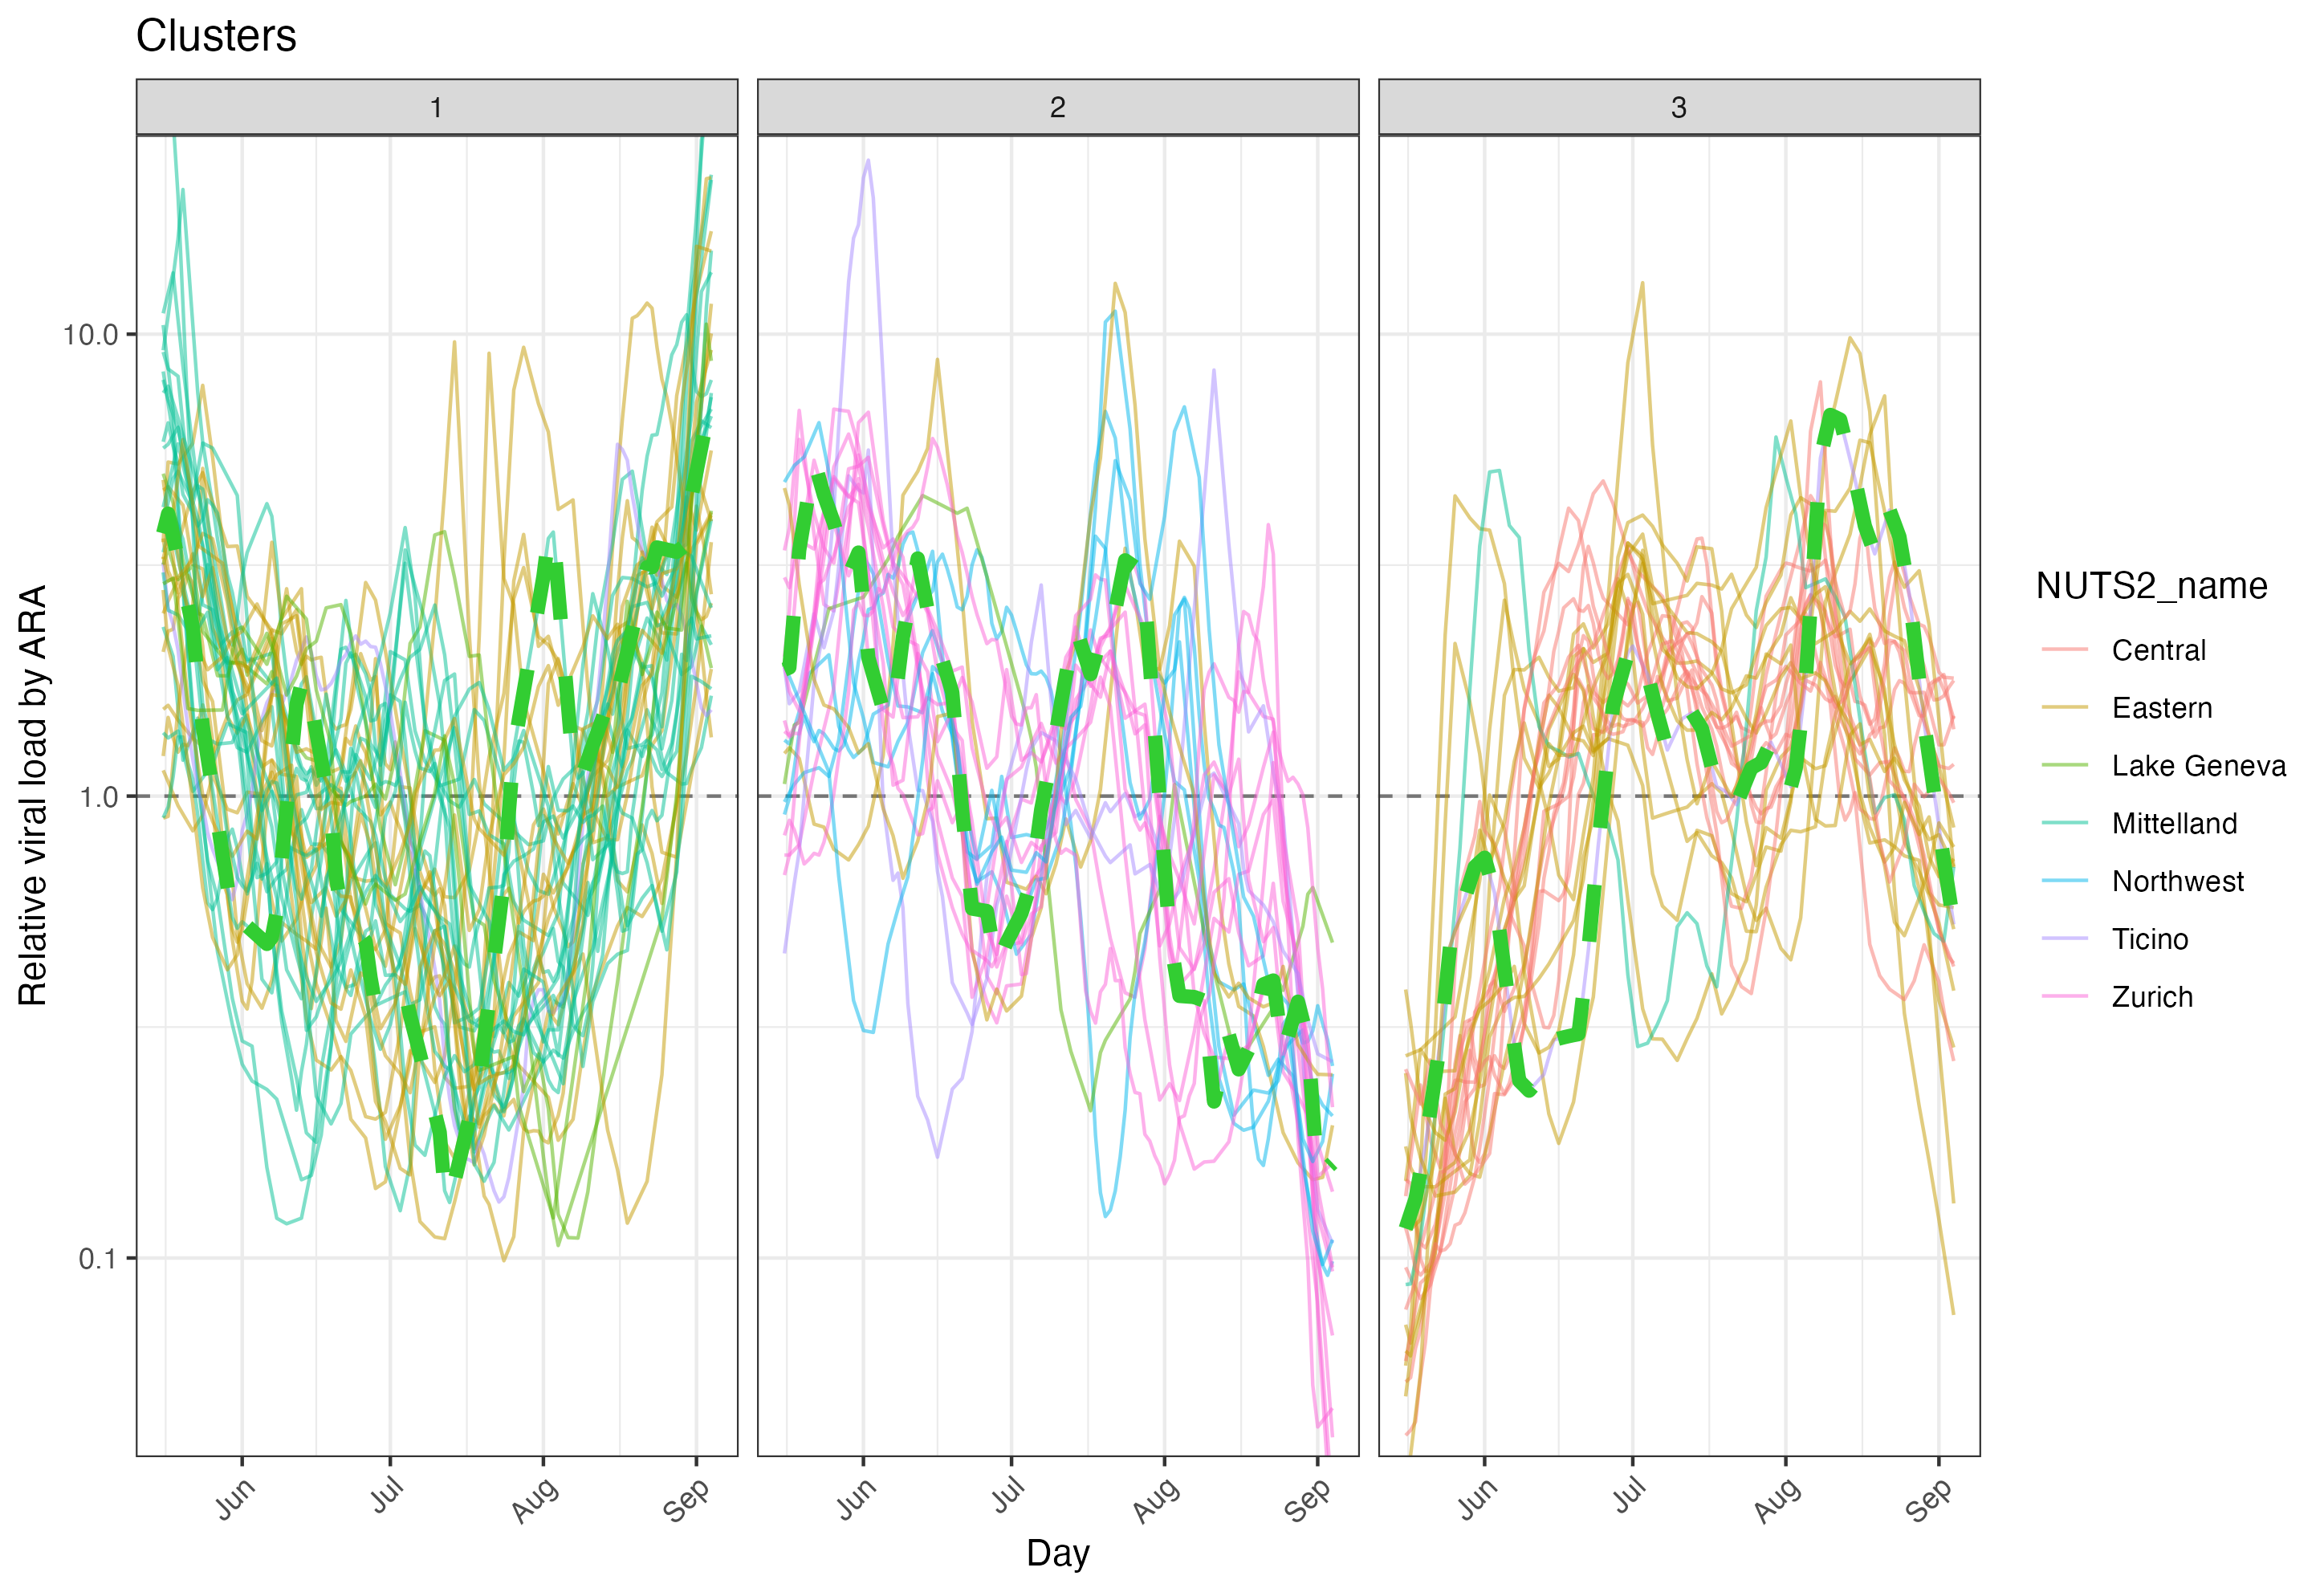 Clusters
1
2
3
Relative viral load by ARA
10.0
1.0
0.1
Jun
Jul
Aug
Sep
Jun
Jul
Aug
Sep
Jun
Jul
Aug
Sep
Day
NUTS2_name
Central
Eastern
Lake Geneva
Mittelland
Northwest
Ticino
Zurich